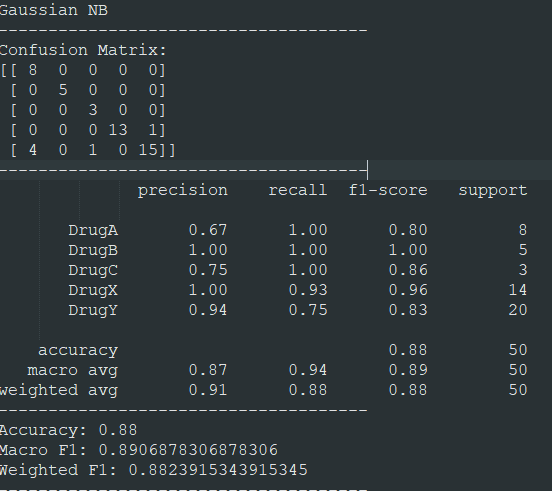 Gaussian NB
-------------------------------------
Confusion Matrix:
[[ 8  0  0  0  0]
 [ 0  5  0  0  0]
 [ 0  0  3  0  0]
 [ 0  0  0 13  1]
 [ 4  0  1  0 15]]
-------------------------------------
              precision    recall  f1-score   support
       DrugA       0.67      1.00      0.80         8
       DrugB       1.00      1.00      1.00         5
       DrugC       0.75      1.00      0.86         3
       DrugX       1.00      0.93      0.96        14
       DrugY       0.94      0.75      0.83        20
    accuracy                           0.88        50
   macro avg       0.87      0.94      0.89        50
weighted avg       0.91      0.88      0.88        50
-------------------------------------
Accuracy: 0.88
Macro F1: 0.8906878306878306
Weighted F1: 0.8823915343915345
-------------------------------------